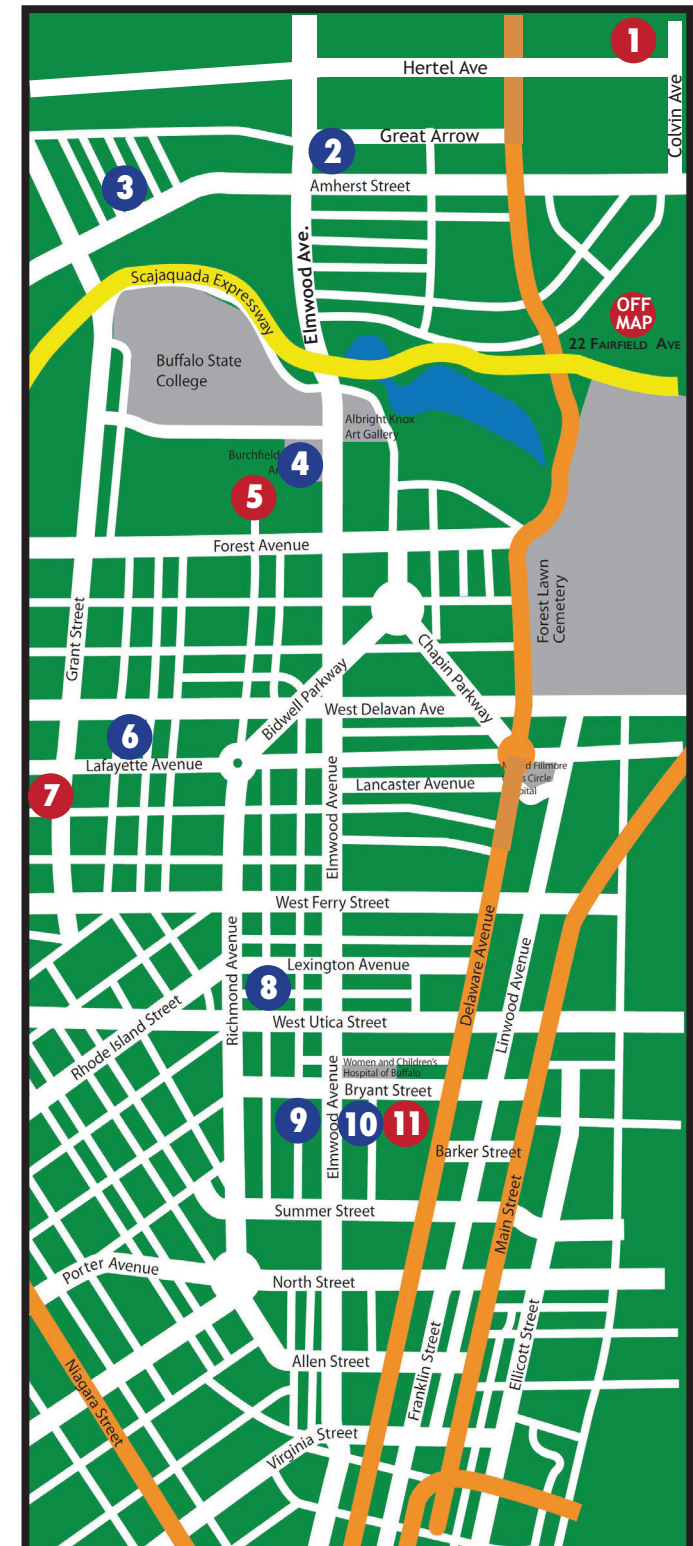 1
Hertel Ave
Colvin Ave
Great Arrow
2
3
Amherst Street
Elmwood Ave.
Scajaquada Expressway
OFF
MAP
22 Fairfield Ave
Buffalo State
College
Albright Knox
Art Gallery
Burchfield
4
5
Forest Avenue
Forest Lawn
Cemetery
Grant Street
Bidwell Parkway
Chapin Parkway
West Delavan Ave
6
Lafayette Avenue
Fillmore
Circle
7
Lancaster Avenue
Elmwood Avenue
West Ferry Street
Richmond Avenue
Lexington Avenue
Delaware Avenue
Linwood Avenue
8
Rhode Island Street
West Utica Street
Women and Children's
Hospital of Buffalo
Bryant Street
Elmwood Avenue
9
10
11
Barker Street
Summer Street
Main Street
Porter Avenue
North Street
Allen Street
Franklin Street
Ellicott Street
Niagara Street
Virginia Street